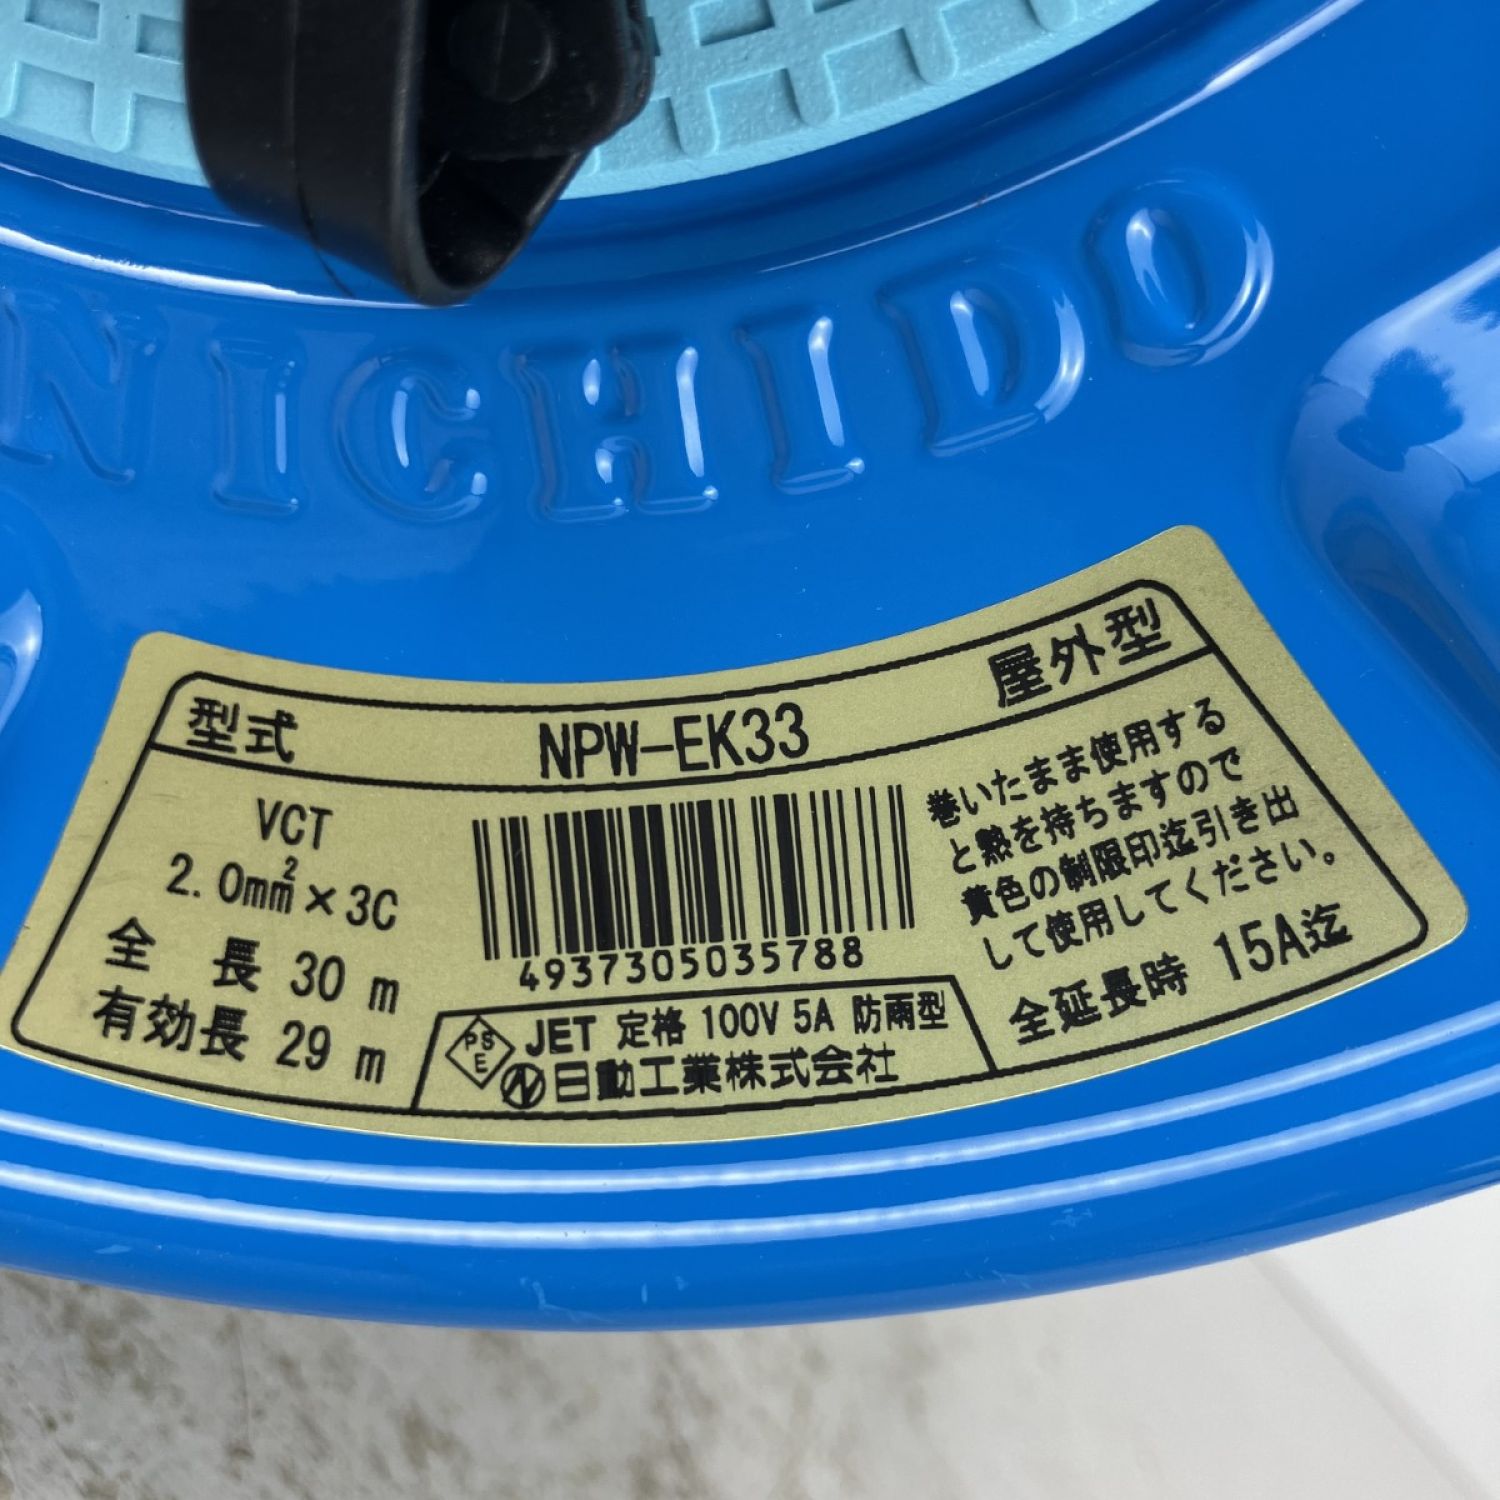 NICHIDO
型式 NPW-EK33 屋外型
VCT
2.0mm²×3C
全 長 30 m
有効長 29 m
4937305035788
PSE JET 定格 100V 5A 防雨型
日動工業株式会社
巻いたまま使用する
と熱を持ちますので
黄色の制限印迄引き出
して使用してください。
全延長時 15A迄